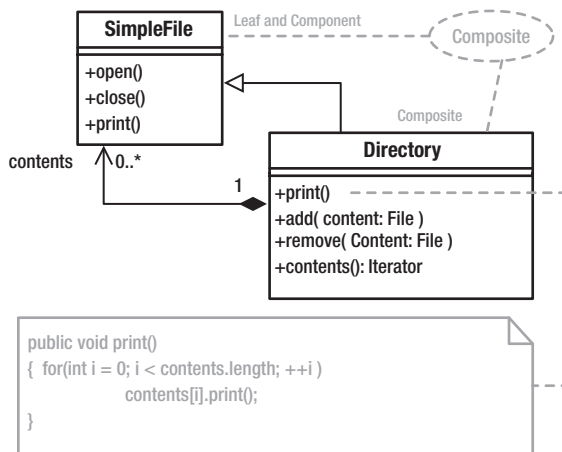 SimpleFile
Leaf and Component
Composite
+open()
+close()
+print()
Composite
contents
0..*
1
Directory
+print()
+add( content: File )
+remove( Content: File )
+contents(): Iterator
public void print()
{ for(int i = 0; i < contents.length; ++i )
contents[i].print();
}